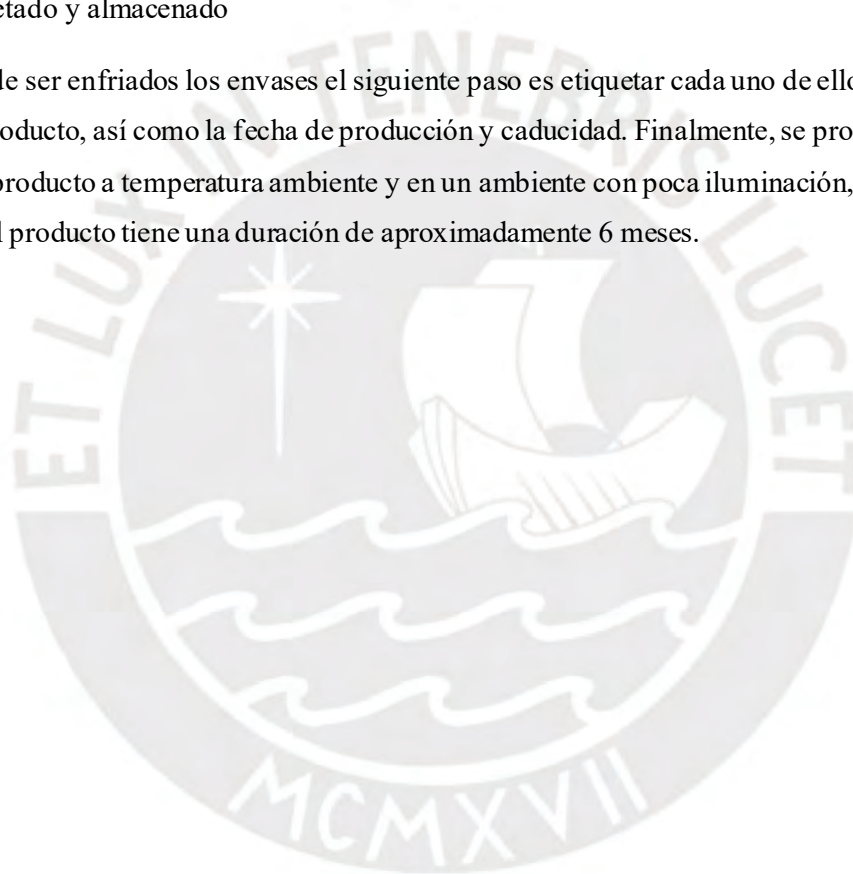 etado y almacenado
de ser enfriados los envases el siguiente paso es etiquetar cada uno de ello
oducto, así como la fecha de producción y caducidad. Finalmente, se pro
producto a temperatura ambiente y en un ambiente con poca iluminación,
l producto tiene una duración de aproximadamente 6 meses.
ET LUX IN TENEBRIS LUCET
MCMXVII